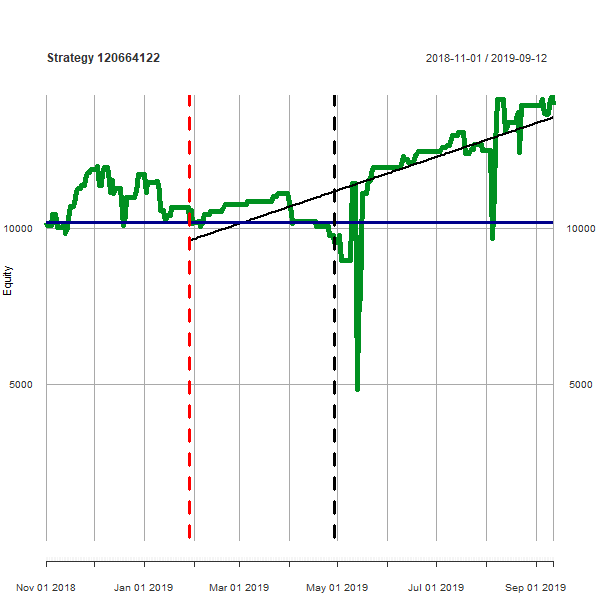 Strategy 120664122
2018-11-01 / 2019-09-12
10000
10000
Equity
5000
5000
Nov 01 2018
Jan 01 2019
Mar 01 2019
May 01 2019
Jul 01 2019
Sep 01 2019